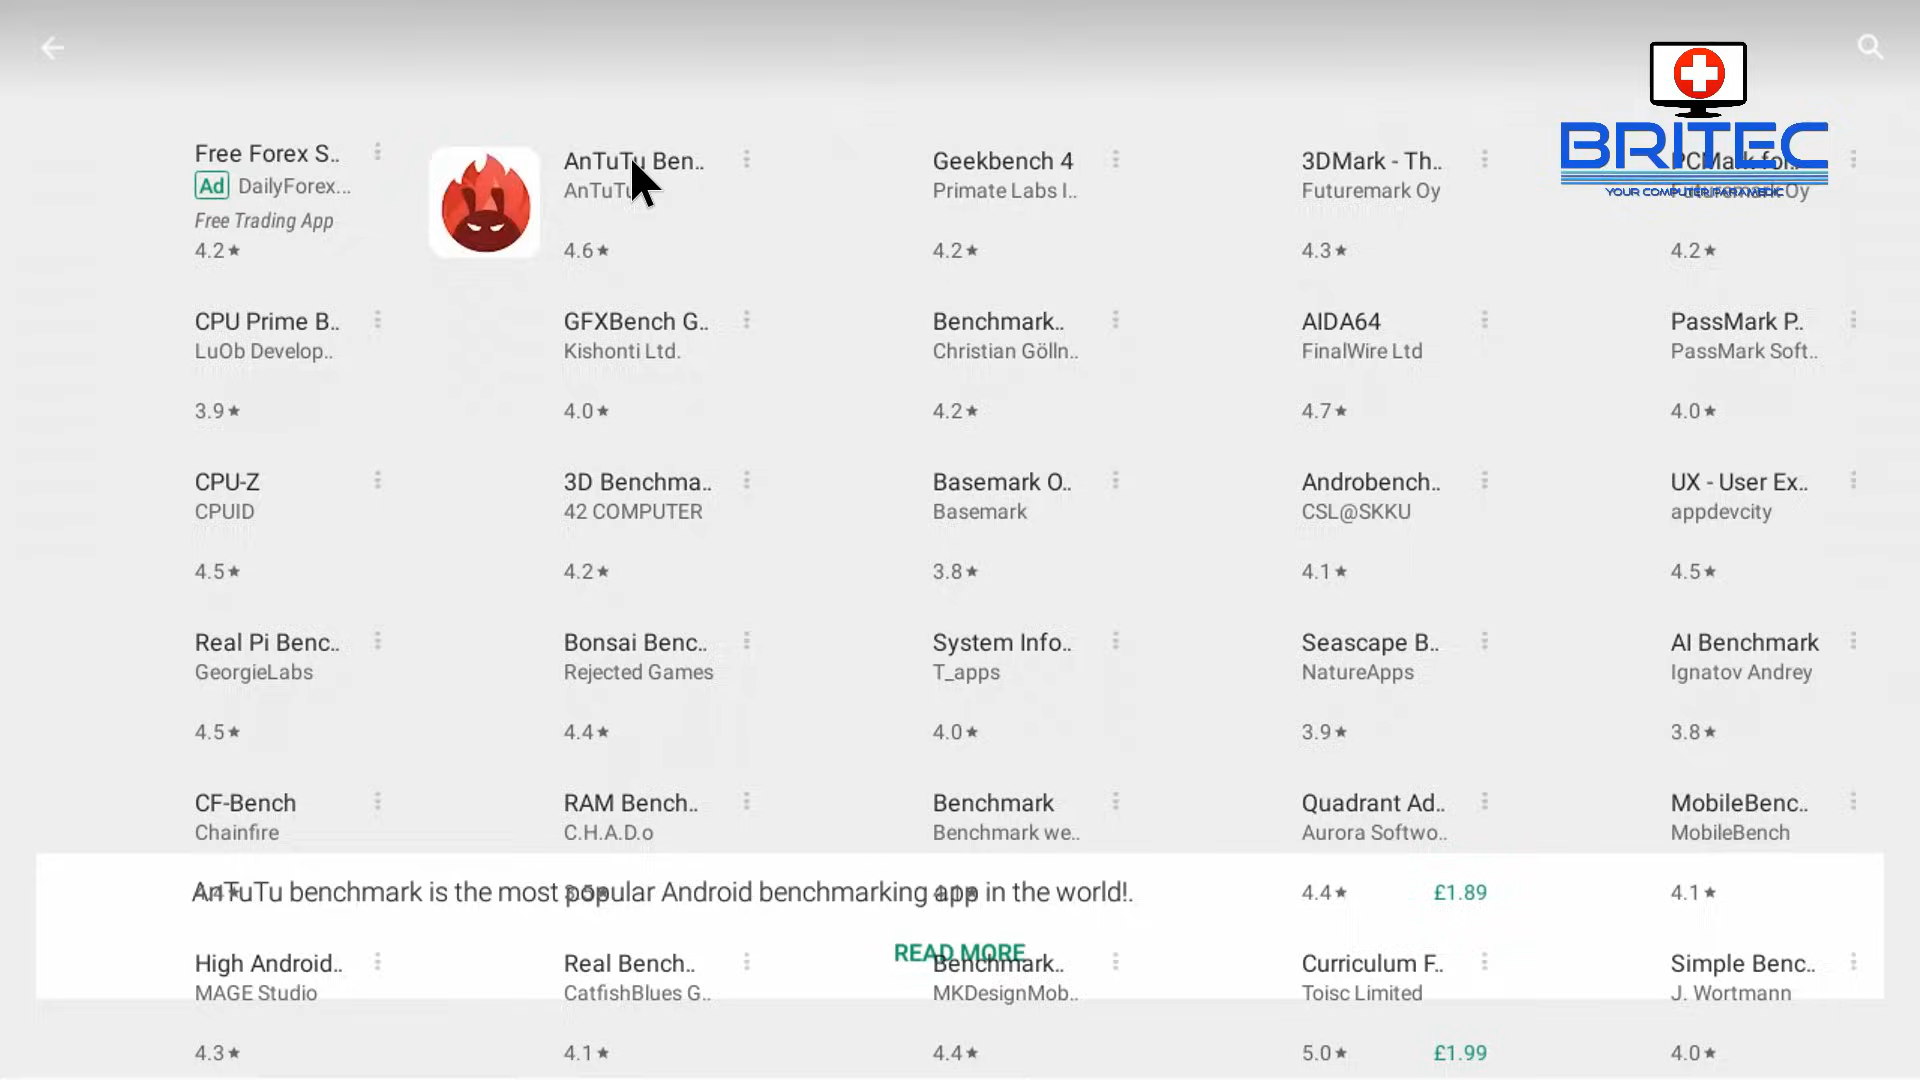 BRITEC
YOUR COMPUTER PARAMEDIC
Free Forex S..
Ad DailyForex...
Free Trading App
4.2★
AnTuTu Ben..
AnTuTu
4.6★
Geekbench 4
Primate Labs I..
4.2★
3DMark - Th..
Futuremark Oy
4.3★
PCMark for..
Futuremark Oy
4.2★
CPU Prime B..
LuOb Develop..
3.9★
GFXBench G..
Kishonti Ltd.
4.0★
Benchmark..
Christian Gölln..
4.2★
AIDA64
FinalWire Ltd
4.7★
PassMark P..
PassMark Soft..
4.0★
CPU-Z
CPUID
4.5★
3D Benchma..
42 COMPUTER
4.2★
Basemark O..
Basemark
3.8★
Androbench..
CSL@SKKU
4.1★
UX - User Ex..
appdevcity
4.5★
Real Pi Benc..
GeorgieLabs
4.5★
Bonsai Benc..
Rejected Games
4.4★
System Info..
T_apps
4.0★
Seascape B..
NatureApps
3.9★
AI Benchmark
Ignatov Andrey
3.8★
CF-Bench
Chainfire
RAM Bench..
C.H.A.D.o
Benchmark
Benchmark we..
Quadrant Ad..
Aurora Softwo..
4.4★ £1.89
MobileBenc..
MobileBench
4.1★
AnTuTu benchmark is the most popular Android benchmarking app in the world!.
READ MORE
High Android..
MAGE Studio
4.3★
Real Bench..
CatfishBlues G..
4.1★
Benchmark..
MKDesignMob..
4.4★
Curriculum F..
Toisc Limited
5.0★ £1.99
Simple Benc..
J. Wortmann
4.0★